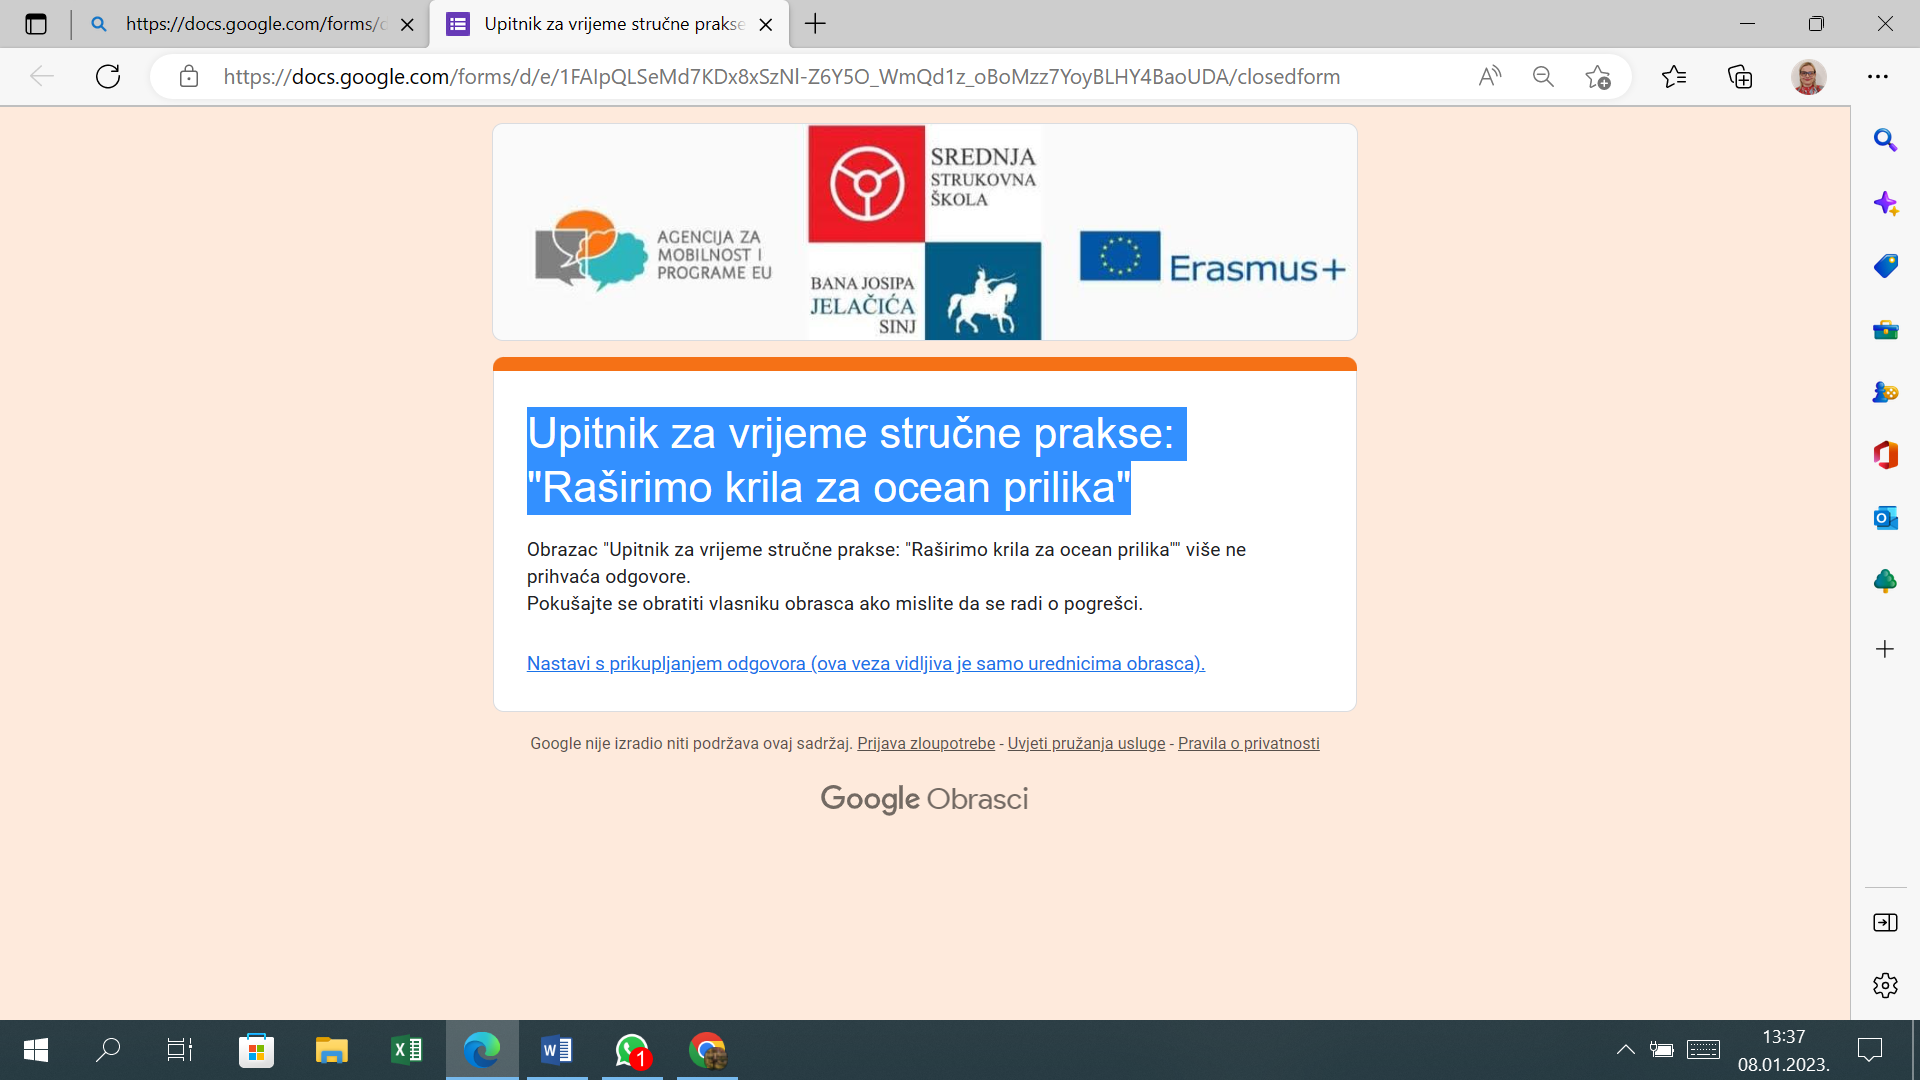 https://docs.google.com/forms/
Upitnik za vrijeme stručne prakse
https://docs.google.com/forms/d/e/1FAIpQLSeMd7KDx8xSzNl-Z6Y5O_WmQd1z_oBoMzz7YoyBLHY4BaoUDA/closedform
AGENCIJA ZA
MOBILNOST I
PROGRAME EU
SREDNJA
STRUKOVNA
ŠKOLA
BANA JOSIPA
JELAČIĆA
SINJ
Erasmus+
Upitnik za vrijeme stručne prakse:
"Raširimo krila za ocean prilika"
Obrazac "Upitnik za vrijeme stručne prakse: "Raširimo krila za ocean prilika"" više ne
prihvaća odgovore.
Pokušajte se obratiti vlasniku obrasca ako mislite da se radi o pogrešci.
Nastavi s prikupljanjem odgovora (ova veza vidljiva je samo urednicima obrasca).
Google nije izradio niti podržava ovaj sadržaj. Prijava zloupotrebe - Uvjeti pružanja usluge - Pravila o privatnosti
Google Obrasci
1
13:37
08.01.2023.